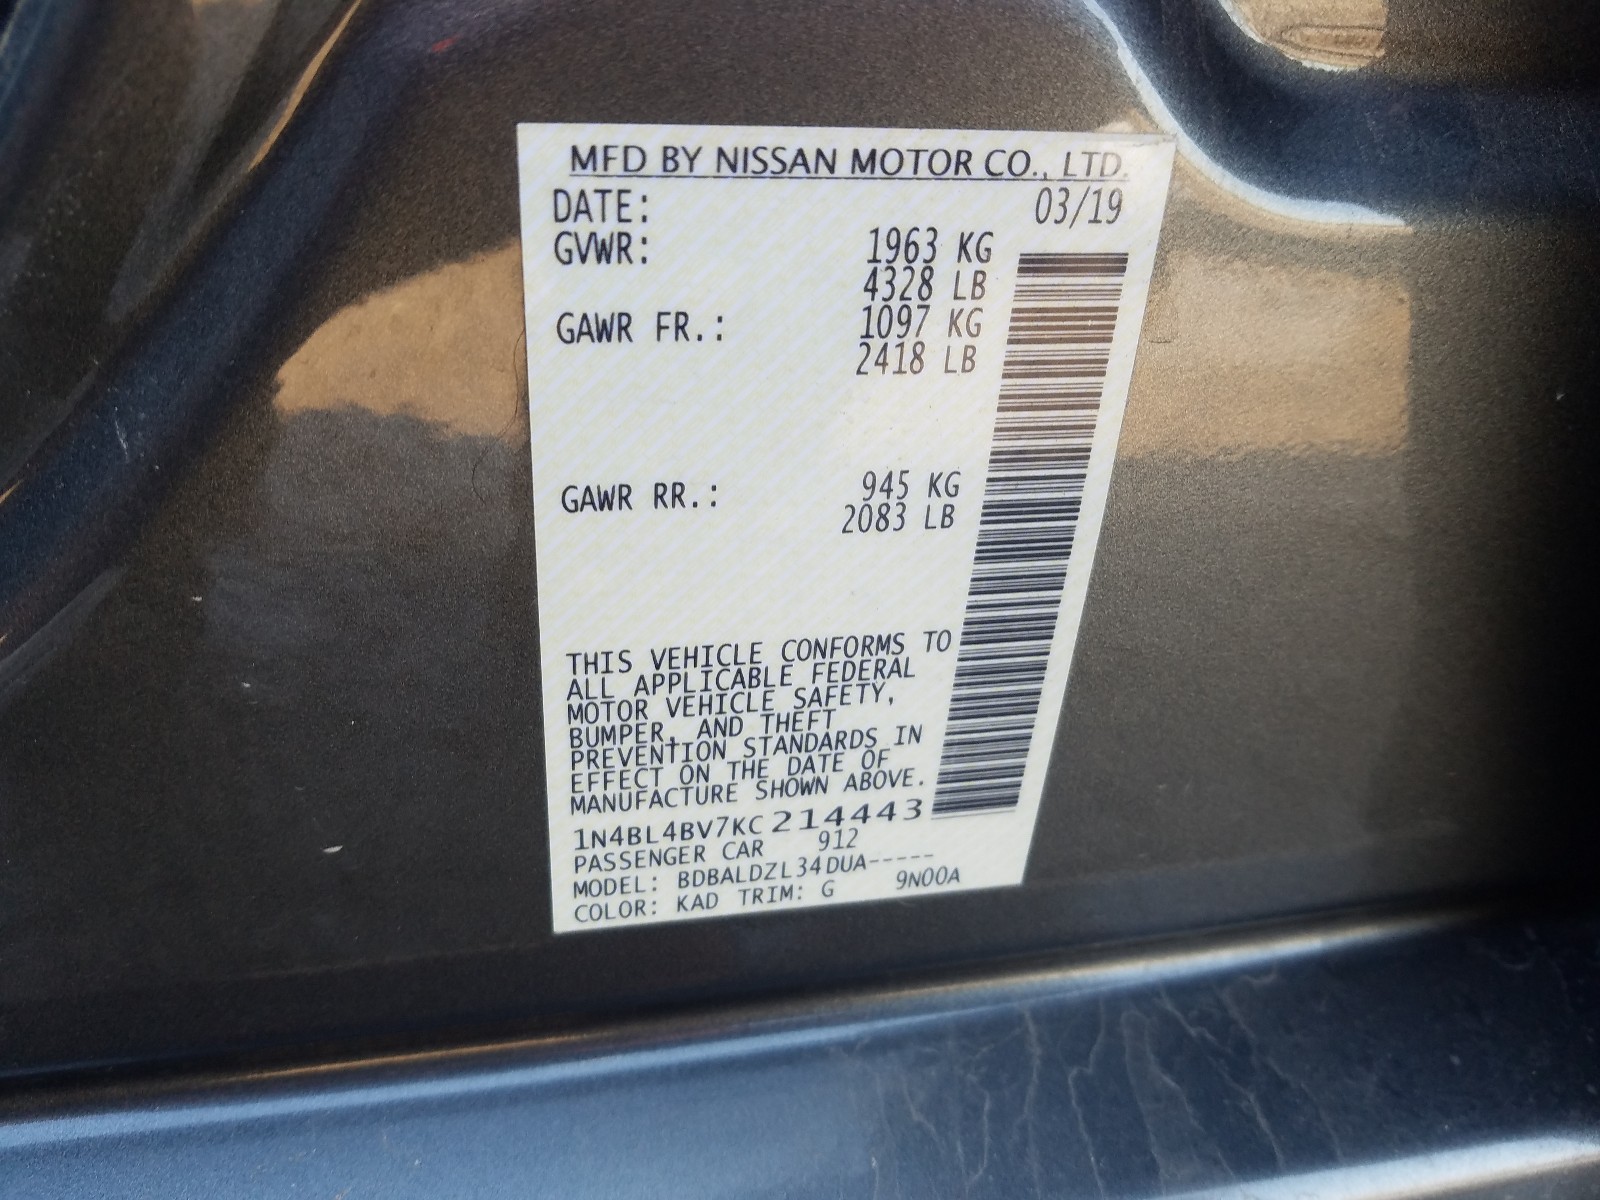 MFD BY NISSAN MOTOR CO., LTD.
DATE: 03/19
GVWR: 1963 KG
4328 LB
GAWR FR.: 1097 KG
2418 LB
GAWR RR.: 945 KG
2083 LB
THIS VEHICLE CONFORMS TO
ALL APPLICABLE FEDERAL
MOTOR VEHICLE SAFETY,
BUMPER, AND THEFT
PREVENTION STANDARDS IN
EFFECT ON THE DATE OF
MANUFACTURE SHOWN ABOVE.
1N4BL4BV7KC214443
PASSENGER CAR 912
MODEL: BDBALDZL34DUA-----
COLOR: KAD TRIM: G 9N00A